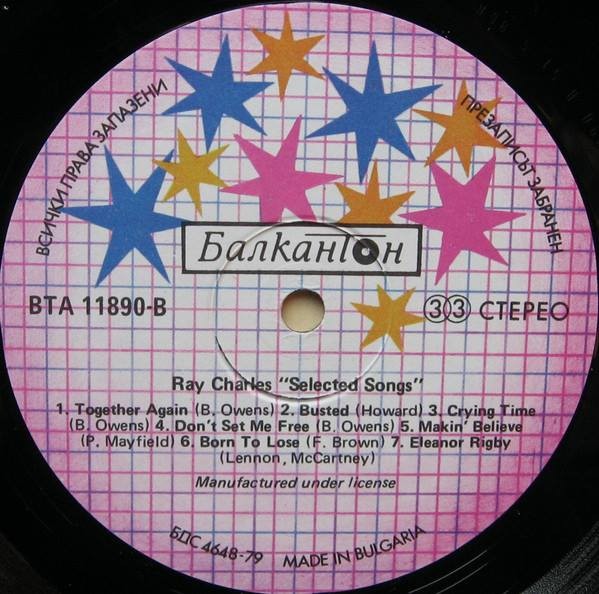 ВСИЧКИ ПРАВА ЗАПАЗЕНИ
ПРЕЗАПИСЪТ ЗАБРАНЕН
Балкантон
ВТА 11890-В
33 СТЕРЕО
Ray Charles "Selected Songs"
1. Together Again (B. Owens) 2. Busted (Howard) 3. Crying Time
(B. Owens) 4. Don't Set Me Free (B. Owens) 5. Makin' Believe
(P. Mayfield) 6. Born To Lose (F. Brown) 7. Eleanor Rigby
(Lennon, McCartney)
Manufactured under license
БДС 4648-79 MADE IN BULGARIA